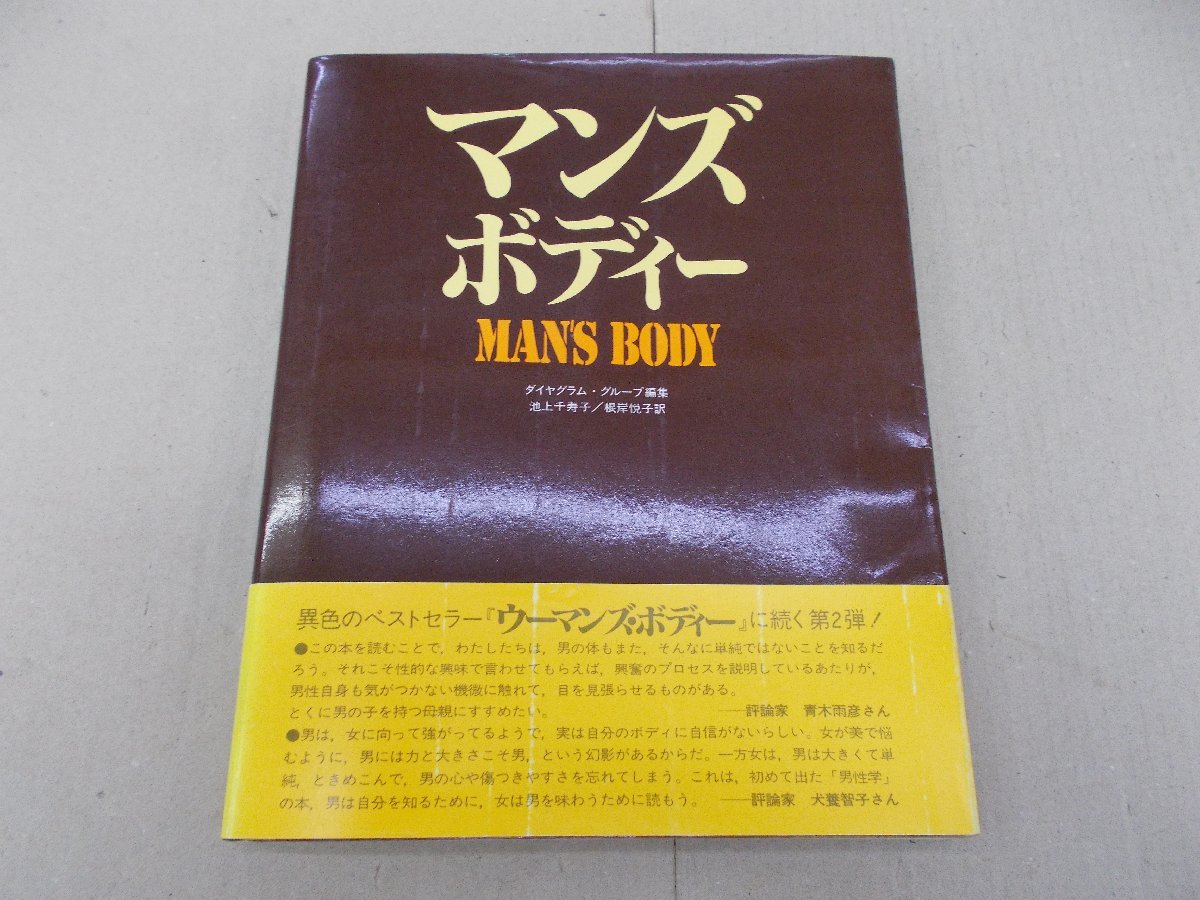 マンズ
ボディー
MAN'S BODY
ダイヤグラム・グループ編集
池上千寿子／根岸悦子訳
異色のベストセラー『ウーマンズ・ボディー』に続く第2弾！
●この本を読むことで，わたしたちは，男の体もまた，そんなに単純ではないことを知るだ
ろう。それこそ性的な興味で言わせてもらえば，興奮のプロセスを説明しているあたりが，
男性自身も気がつかない機微に触れて，目を見張らせるものがある。
とくに男の子を持つ母親にすすめたい。 ──評論家 青木雨彦さん
●男は，女に向って強がってるようで，実は自分のボディに自信がないらしい。女が美で悩
むように，男には力と大きさこそ男，という幻影があるからだ。一方女は，男は大きくて単
純，ときめこんで，男の心や傷つきやすさを忘れてしまう。これは，初めて出た「男性学」
の本，男は自分を知るために，女は男を味わうために読もう。 ──評論家 犬養智子さん